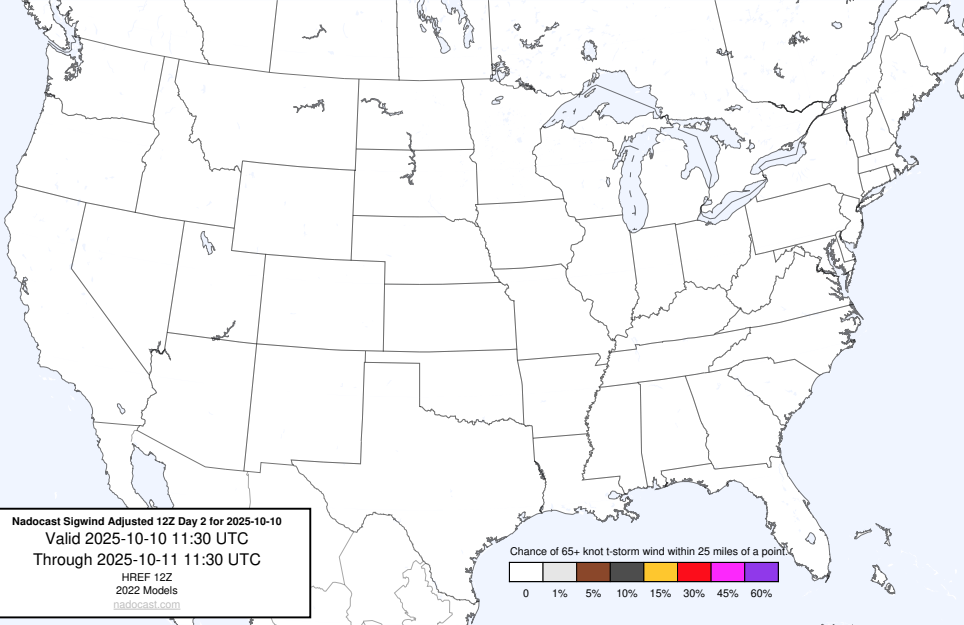 Nadocast Sigwind Adjusted 12Z Day 2 for 2025-10-10
Valid 2025-10-10 11:30 UTC
Through 2025-10-11 11:30 UTC
HREF 12Z
2022 Models
nadocast.com
Chance of 65+ knot t-storm wind within 25 miles of a point.
0 1% 5% 10% 15% 30% 45% 60%